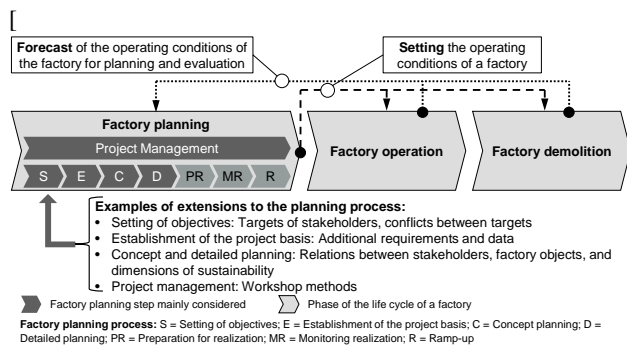 [
Forecast of the operating conditions of
the factory for planning and evaluation
Setting the operating
conditions of a factory
Factory planning
Project Management
S E C D PR MR R
Factory operation
Factory demolition
Examples of extensions to the planning process:
• Setting of objectives: Targets of stakeholders, conflicts between targets
• Establishment of the project basis: Additional requirements and data
• Concept and detailed planning: Relations between stakeholders, factory objects, and
dimensions of sustainability
• Project management: Workshop methods
Factory planning step mainly considered
Phase of the life cycle of a factory
Factory planning process: S = Setting of objectives; E = Establishment of the project basis; C = Concept planning; D =
Detailed planning; PR = Preparation for realization; MR = Monitoring realization; R = Ramp-up